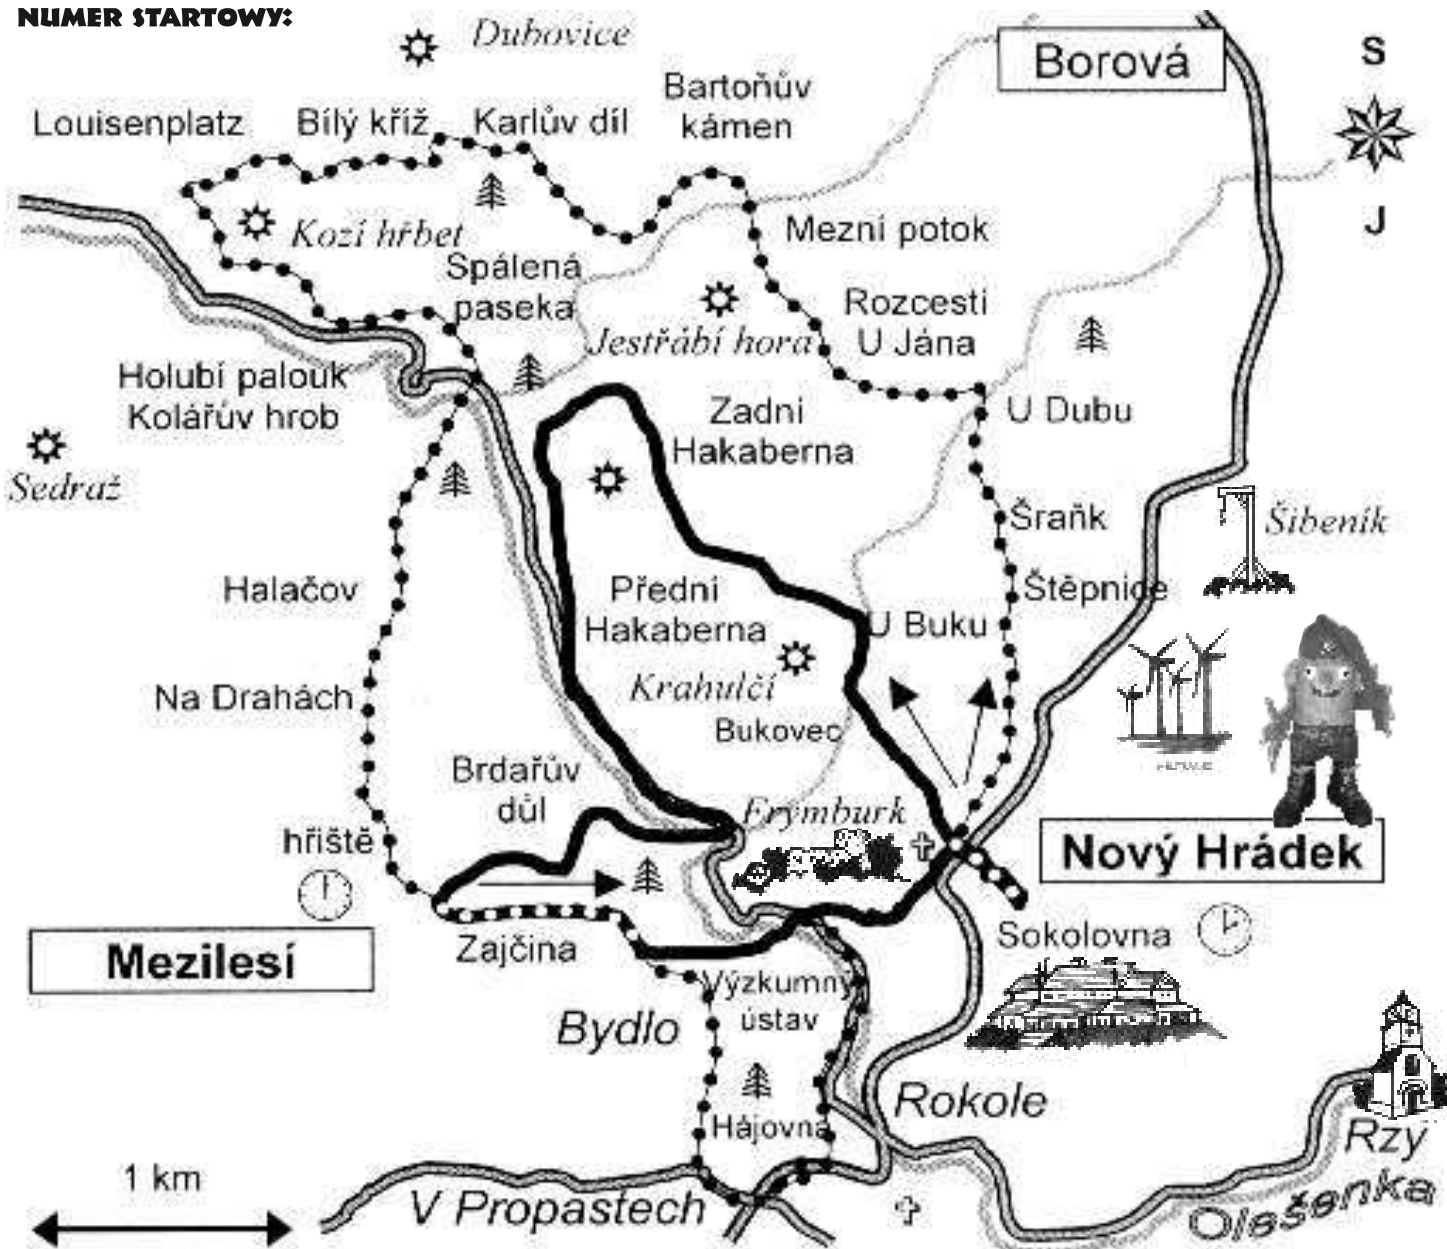 NUMER STARTOWY:
Dubovice
Borová
S
Bartoňův
kámen
Louisenplatz
Bílý kříž
Karlův díl
J
Kozí hřbet
Mezní potok
Spálená
paseka
Rozcestí
U Jána
Jestřábí hora
Holubí palouk
Kolářův hrob
Zadní
Hakaberna
U Dubu
Sedraž
Šraňk
Šibeník
Halačov
Přední
Hakaberna
Štěpnice
U Buku
Na Drahách
Krahulčí
Bukovec
Brdařův
důl
Frymburk
hřiště
Nový Hrádek
Mezilesí
Zajčina
Sokolovna
Výzkumný
ústav
Bydlo
Rokole
Hájovna
Rzy
1 km
V Propastech
Olešenka